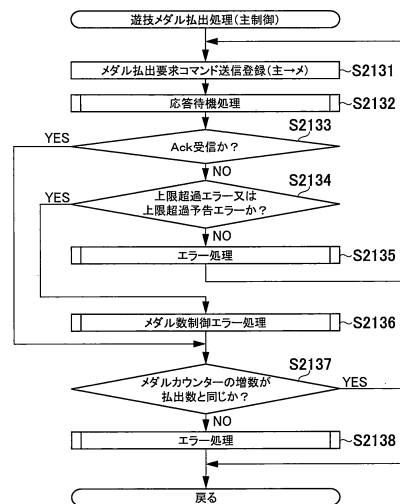 遊技メダル払出処理(主制御)
メダル払出要求コマンド送信登録(主→メ)
S2131
応答待機処理
S2132
S2133
YES
Ack受信か?
NO
S2134
YES
上限超過エラー又は
上限超過予告エラーか?
NO
エラー処理
S2135
メダル数制御エラー処理
S2136
S2137
メダルカウンターの増数が
払出数と同じか?
YES
NO
エラー処理
S2138
戻る